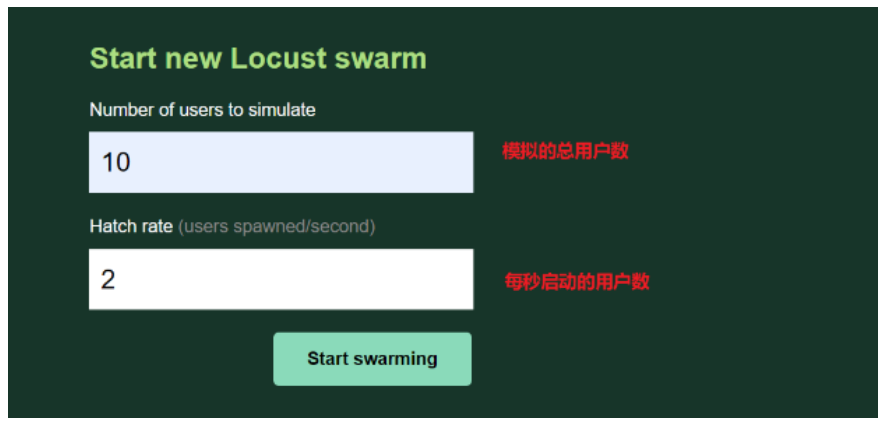 Start new Locust swarm
Number of users to simulate
10
模拟的总用户数
Hatch rate (users spawned/second)
2
每秒启动的用户数
Start swarming